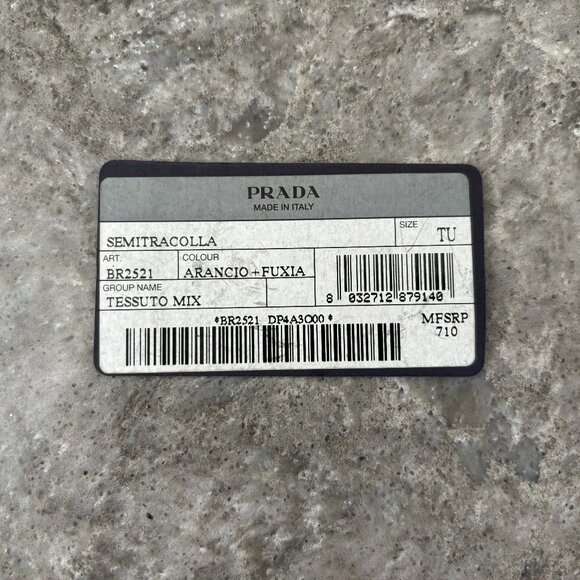 PRADA
MADE IN ITALY
SEMITRACOLLA
SIZE
TU
ART.
BR2521
COLOUR
ARANCIO+FUXIA
GROUP NAME
TESSUTO MIX
8 032712 879140
*BR2521 DP4A3O00*
MFSRP
710